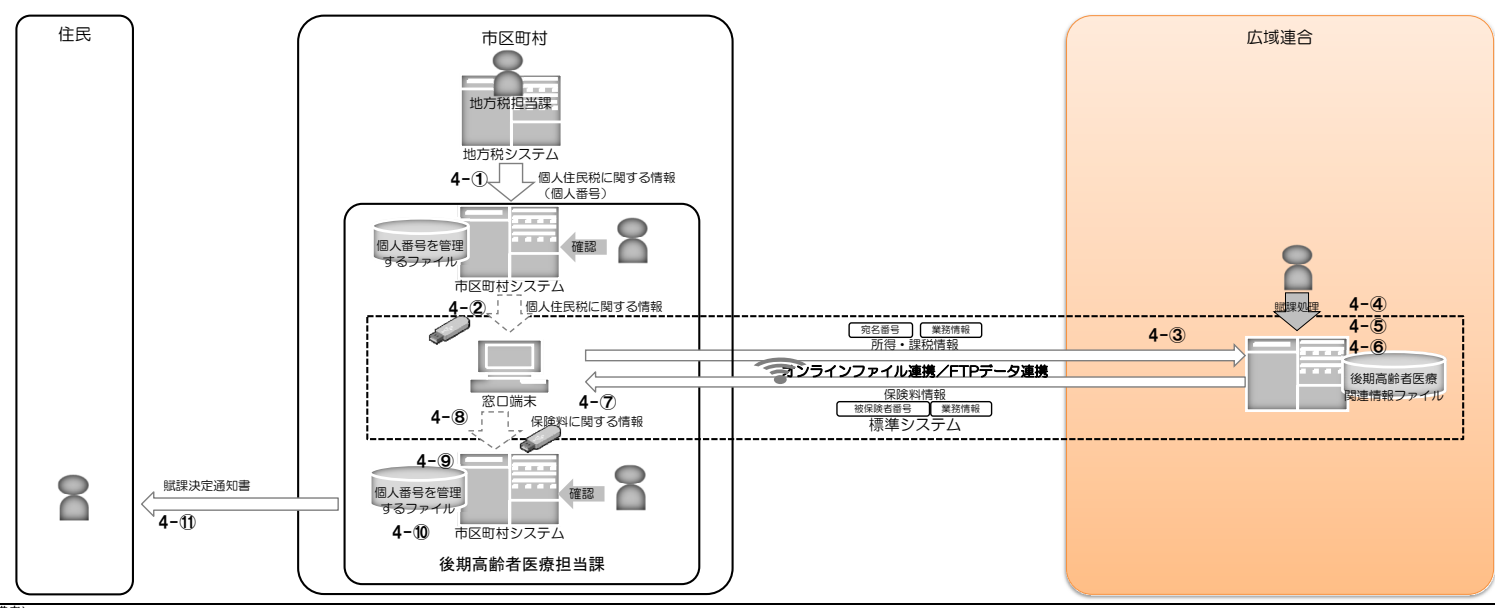 住民
市区町村
広域連合
地方税担当課
地方税システム
4-①
個人住民税に関する情報
（個人番号）
個人番号を管理
するファイル
確認
市区町村システム
4-②
個人住民税に関する情報
宛名番号
業務情報
所得・課税情報
4-③
賦課処理
4-④
4-⑤
4-⑥
オンラインファイル連携／FTPデータ連携
後期高齢者医療
関連情報ファイル
窓口端末
4-⑦
保険料情報
被保険者番号
業務情報
標準システム
4-⑧
保険料に関する情報
4-⑨
個人番号を管理
するファイル
確認
4-⑩
市区町村システム
賦課決定通知書
4-⑪
後期高齢者医療担当課